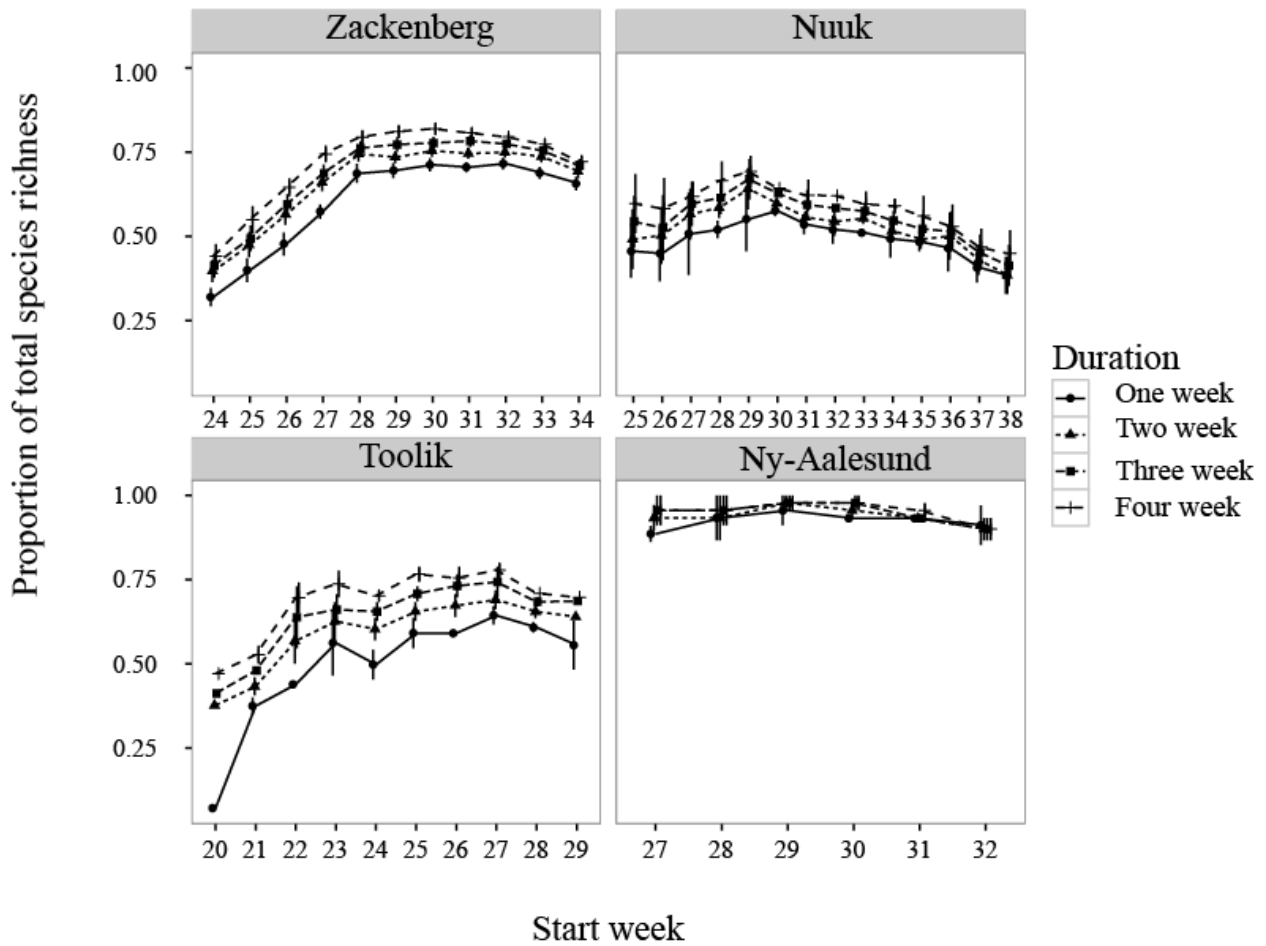 Zackenberg
Nuuk
1.00
0.75
0.50
0.25
24 25 26 27 28 29 30 31 32 33 34
25 26 27 28 29 30 31 32 33 34 35 36 37 38
Toolik
Ny-Aalesund
1.00
0.75
0.50
0.25
20 21 22 23 24 25 26 27 28 29
27 28 29 30 31 32
Proportion of total species richness
Start week
Duration
One week
Two week
Three week
Four week